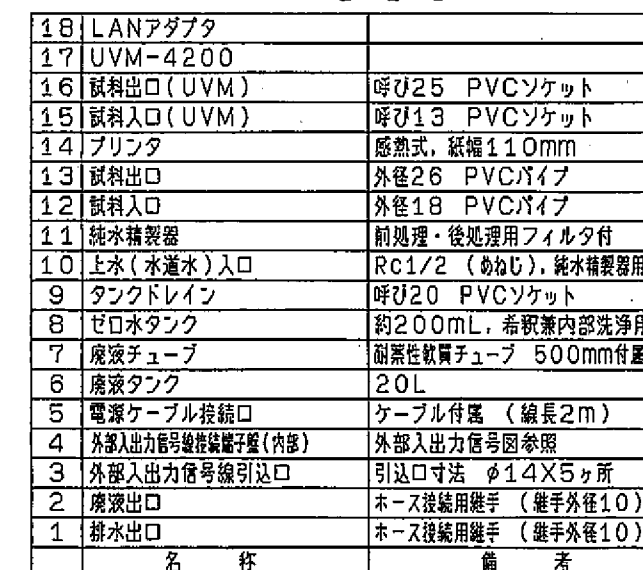 18 LANアダプタ
17 UVM-4200
16 試料出口(UVM) 呼び25 PVCソケット
15 試料入口(UVM) 呼び13 PVCソケット
14 プリンタ 感熱式,紙幅110mm
13 試料出口 外径26 PVCパイプ
12 試料入口 外径18 PVCパイプ
11 純水精製器 前処理・後処理用フィルタ付
10 上水(水道水)入口 Rc1/2 (めねじ),純水精製器用
9 タンクドレイン 呼び20 PVCソケット
8 ゼロ水タンク 約200mL,希釈兼内部洗浄用
7 廃液チューブ 耐薬性軟質チューブ 500mm付属
6 廃液タンク 20L
5 電源ケーブル接続口 ケーブル付属 (線長2m)
4 外部入出力信号線接続端子盤(内部) 外部入出力信号図参照
3 外部入出力信号線引込口 引込口寸法 φ14X5ヶ所
2 廃液出口 ホース接続用継手 (継手外径10)
1 排水出口 ホース接続用継手 (継手外径10)
名 称 備 考